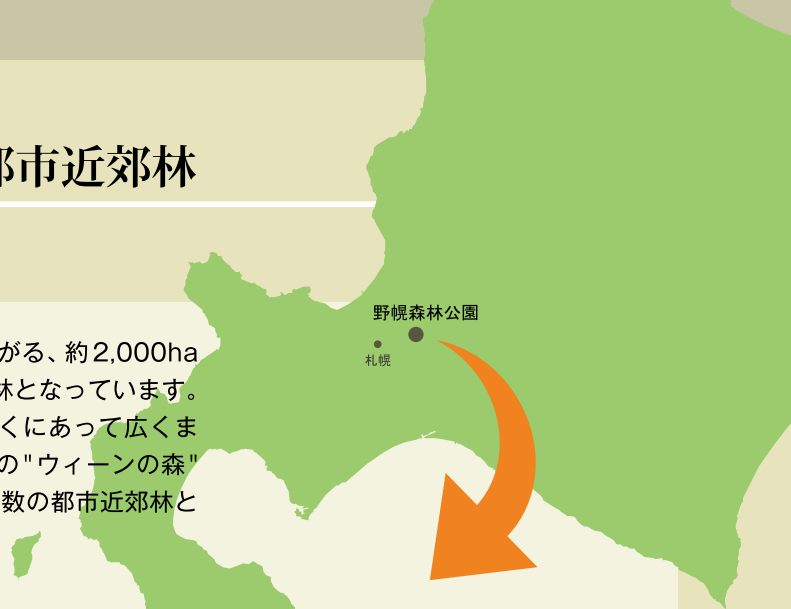 都市近郊林
がる、約2,000ha
林となっています。
くにあって広くま
の"ウィーンの森"
数の都市近郊林と
野幌森林公園
札幌